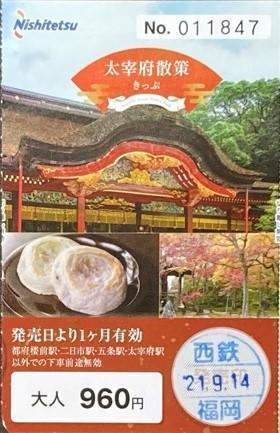 Nishitetsu
No. 011847
太宰府散策
きっぷ
発売日より1ヶ月有効
都府楼前駅・二日市駅・五条駅・太宰府駅
以外での下車前途無効
大人 960円
西鉄
'21.9.14
福岡